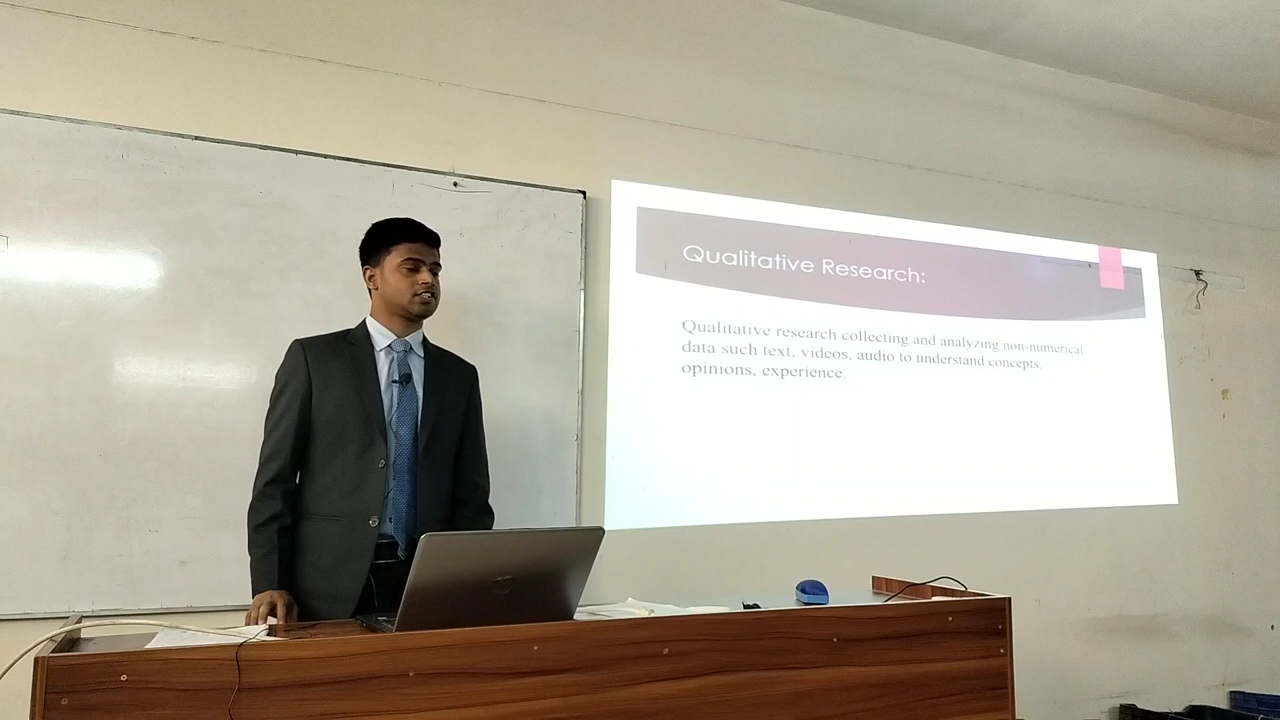 Qualitative Research:
Qualitative research collecting and analyzing non-numerical
data such text, videos, audio to understand concepts,
opinions, experience.